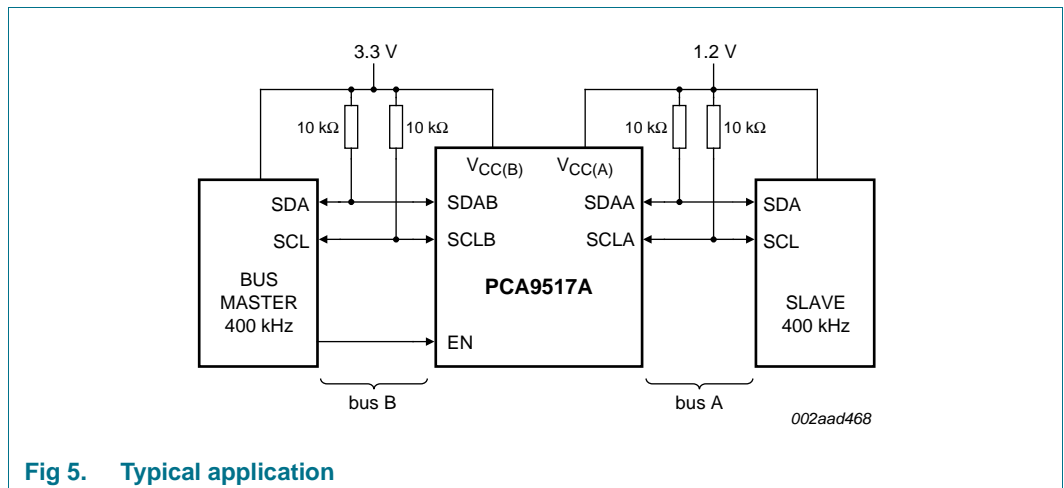 3.3 V
1.2 V
10 kΩ
10 kΩ
10 kΩ
10 kΩ
VCC(B)
VCC(A)
SDA
SDAB
SDAA
SDA
SCL
SCLB
SCLA
SCL
PCA9517A
BUS
MASTER
400 kHz
SLAVE
400 kHz
EN
bus B
bus A
002aad468
Fig 5. Typical application